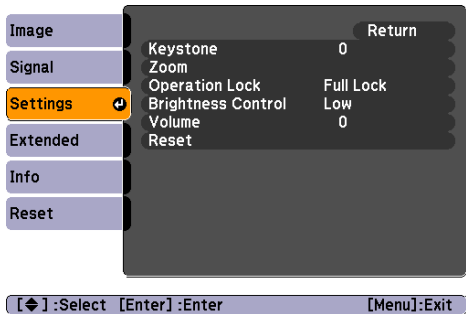 Image
Signal
Settings
Extended
Info
Reset
Return
Keystone 0
Zoom
Operation Lock Full Lock
Brightness Control Low
Volume 0
Reset
[◆] :Select [Enter] :Enter [Menu]:Exit